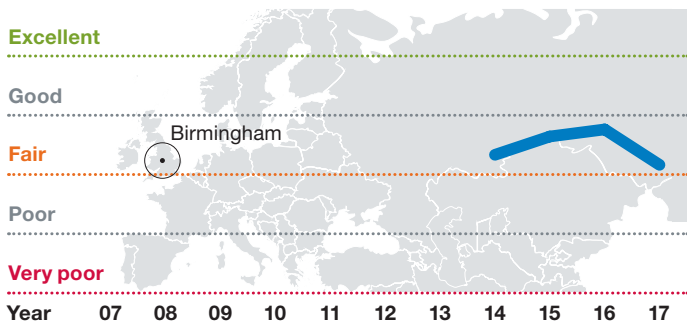 Excellent
Good
Birmingham
Fair
Poor
Very poor
Year 07 08 09 10 11 12 13 14 15 16 17